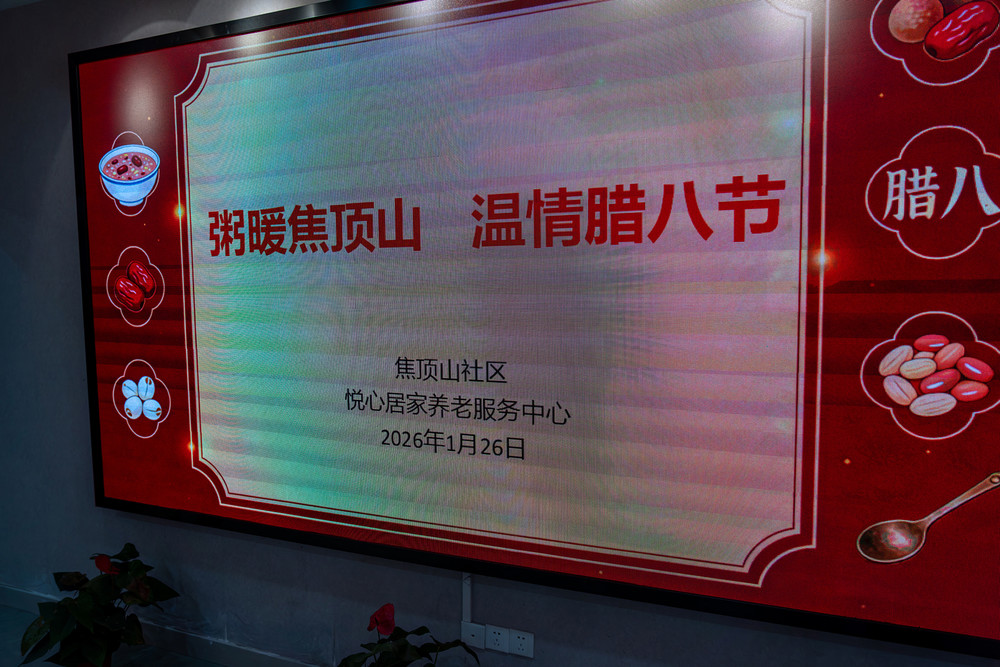 粥暖焦顶山 温情腊八节
腊八
焦顶山社区
悦心居家养老服务中心
2026年1月26日